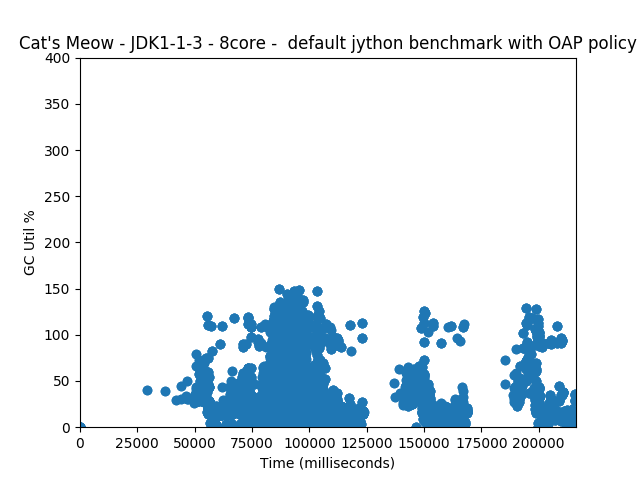 Cat's Meow - JDK1-1-3 - 8core -  default jython benchmark with OAP policy
400
350
300
250
200
150
100
50
0
GC Util %
0 25000 50000 75000 100000 125000 150000 175000 200000
Time (milliseconds)